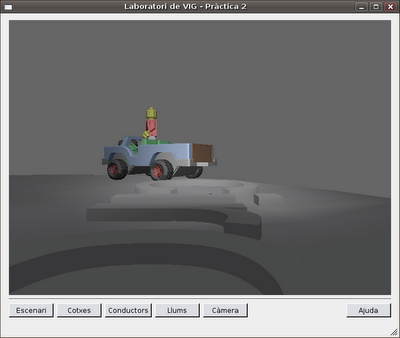 Laboratori de VIG - Pràctica 2
Escenari
Cotxes
Conductors
Llums
Càmera
Ajuda